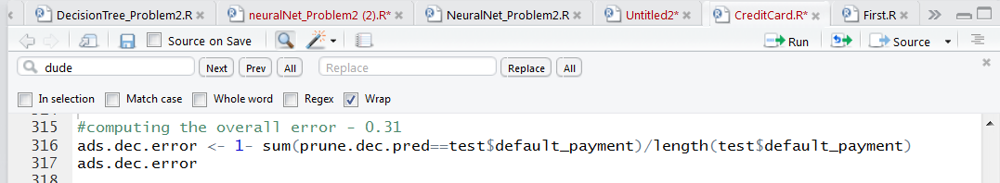 DecisionTree_Problem2.R neuralNet_Problem2 (2).R* NeuralNet_Problem2.R Untitled2* CreditCard.R* First.R
Source on Save Run Source
dude Next Prev All Replace Replace All
In selection Match case Whole word Regex Wrap
315 #computing the overall error - 0.31
316 ads.dec.error <- 1- sum(prune.dec.pred==test$default_payment)/length(test$default_payment)
317 ads.dec.error
318